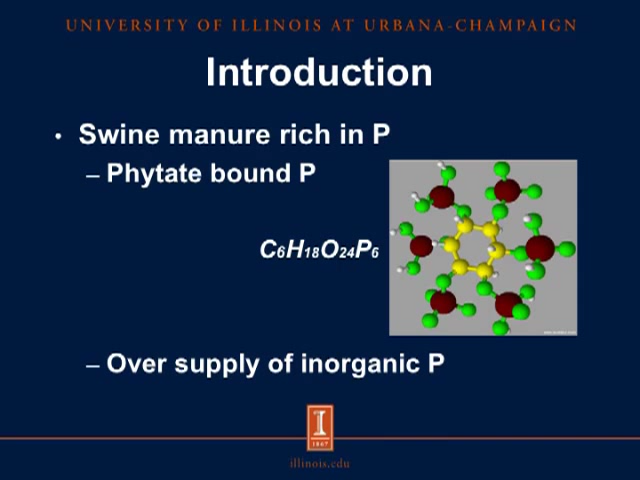 UNIVERSITY OF ILLINOIS AT URBANA-CHAMPAIGN
Introduction
• Swine manure rich in P
– Phytate bound P
C6H18O24P6
– Over supply of inorganic P
I
1867
illinois.edu